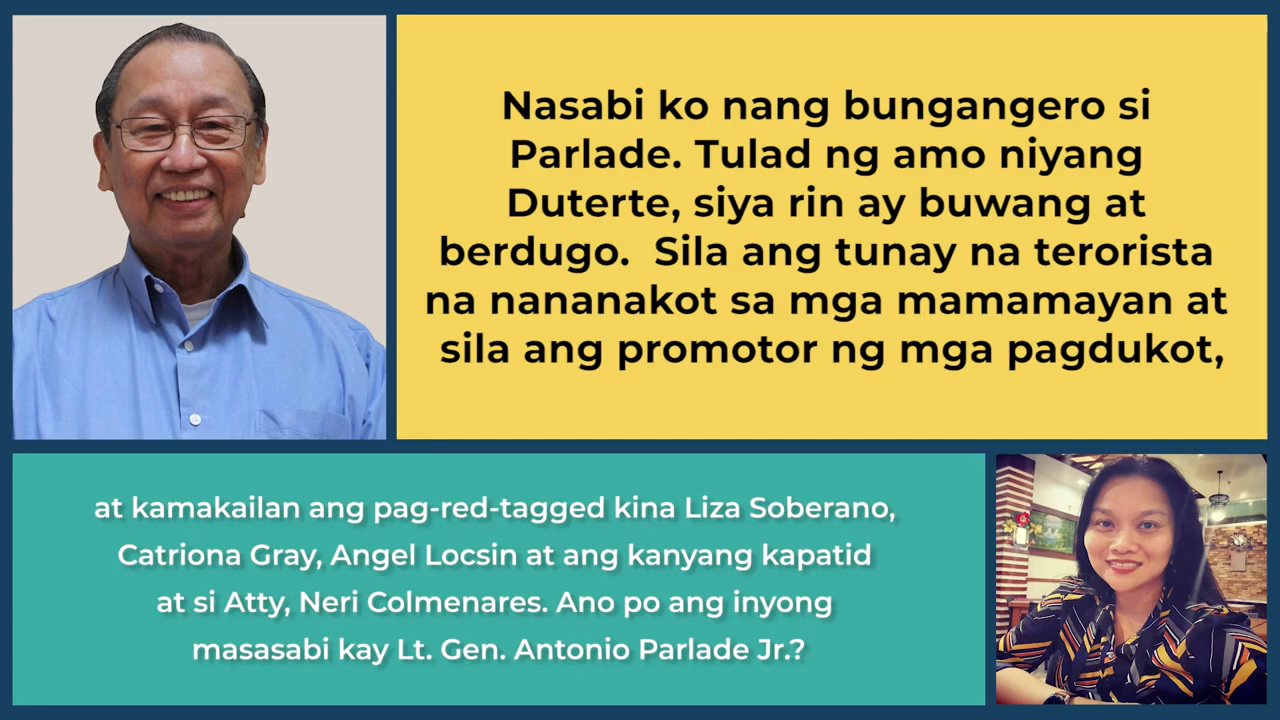 Nasabi ko nang bungangero si
Parlade. Tulad ng amo niyang
Duterte, siya rin ay buwang at
berdugo.  Sila ang tunay na terorista
na nananakot sa mga mamamayan at
sila ang promotor ng mga pagdukot,
at kamakailan ang pag-red-tagged kina Liza Soberano,
Catriona Gray, Angel Locsin at ang kanyang kapatid
at si Atty, Neri Colmenares. Ano po ang inyong
masasabi kay Lt. Gen. Antonio Parlade Jr.?